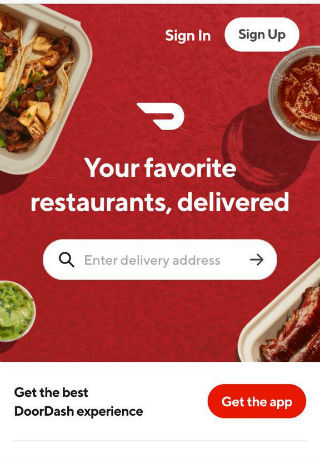 Sign In
Sign Up
Your favorite
restaurants, delivered
Enter delivery address
Get the best
DoorDash experience
Get the app